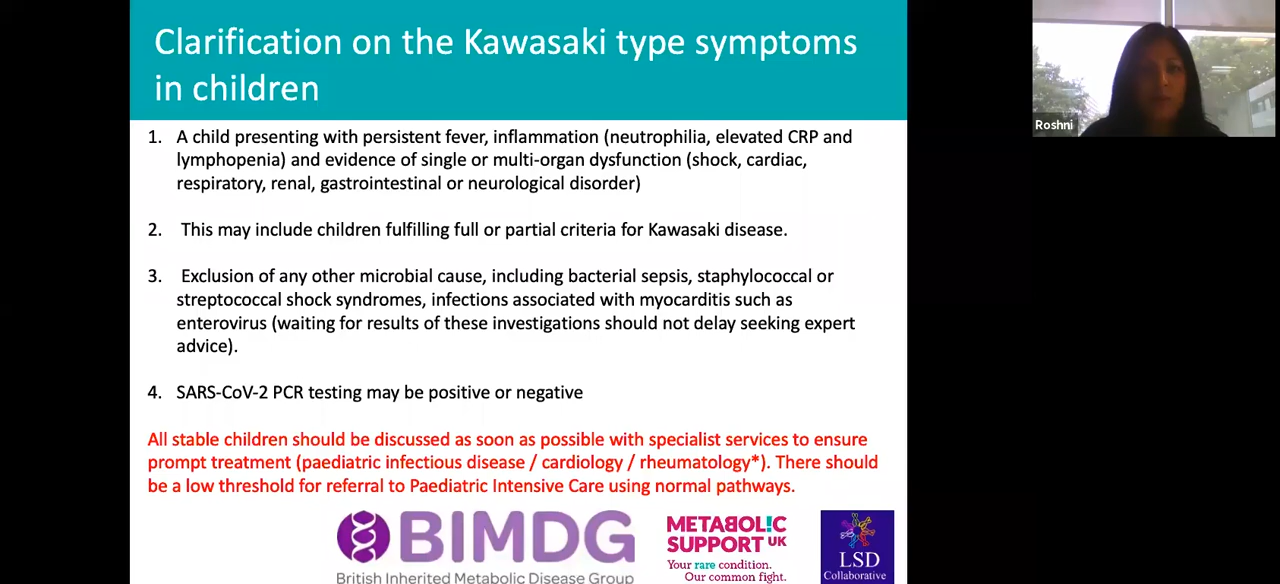 Clarification on the Kawasaki type symptoms
in children
Roshni
1. A child presenting with persistent fever, inflammation (neutrophilia, elevated CRP and
lymphopenia) and evidence of single or multi-organ dysfunction (shock, cardiac,
respiratory, renal, gastrointestinal or neurological disorder)
2. This may include children fulfilling full or partial criteria for Kawasaki disease.
3. Exclusion of any other microbial cause, including bacterial sepsis, staphylococcal or
streptococcal shock syndromes, infections associated with myocarditis such as
enterovirus (waiting for results of these investigations should not delay seeking expert
advice).
4. SARS-CoV-2 PCR testing may be positive or negative
All stable children should be discussed as soon as possible with specialist services to ensure
prompt treatment (paediatric infectious disease / cardiology / rheumatology*). There should
be a low threshold for referral to Paediatric Intensive Care using normal pathways.
BIMDG
British Inherited Metabolic Disease Group
METABOL!C
SUPPORT UK
Your rare condition.
Our common fight.
LSD
Collaborative